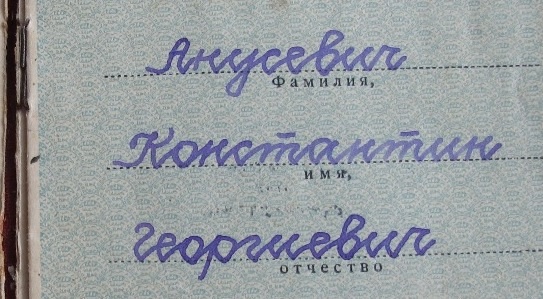 Анусевич
Фамилия,
Константин
имя,
Георгиевич
отчество